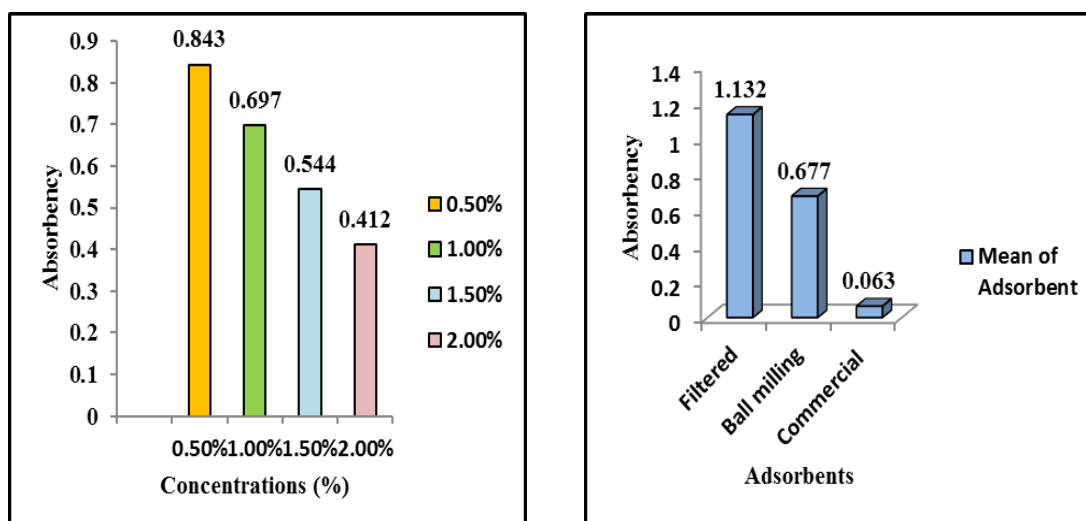 0.9
0.8
0.7
0.6
0.5
0.4
0.3
0.2
0.1
0
Absorbency
0.843
0.697
0.544
0.412
0.50% 1.00% 1.50% 2.00%
Concentrations (%)
0.50%
1.00%
1.50%
2.00%
1.4
1.2
1
0.8
0.6
0.4
0.2
0
Absorbency
1.132
0.677
0.063
Filtered
Ball milling
Commercial
Adsorbents
Mean of
Adsorbent